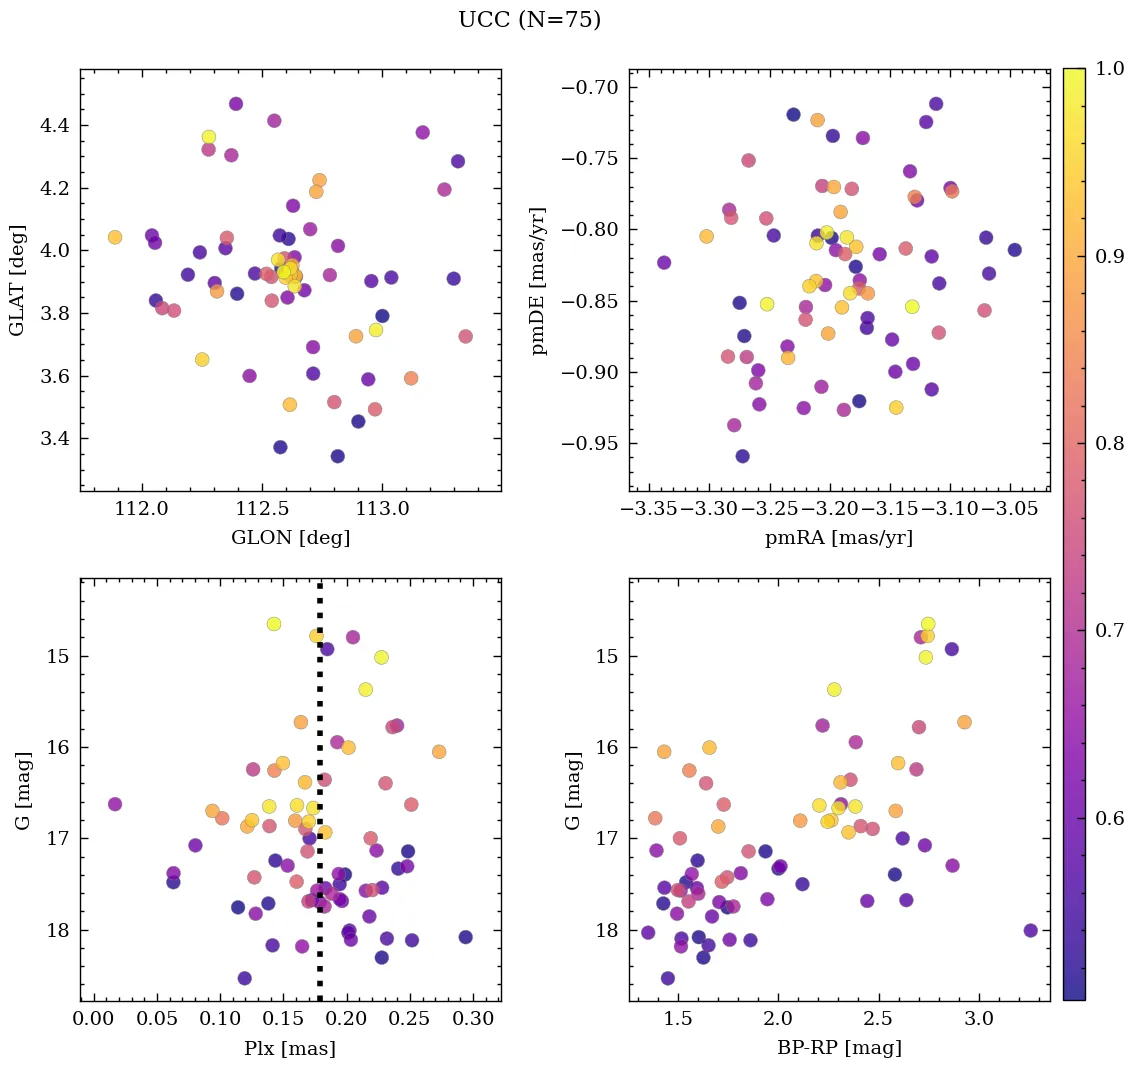 UCC (N=75)
4.4
4.2
4.0
3.8
3.6
3.4
GLAT [deg]
112.0 112.5 113.0
GLON [deg]
−0.70
−0.75
−0.80
−0.85
−0.90
−0.95
pmDE [mas/yr]
−3.35 −3.30 −3.25 −3.20 −3.15 −3.10 −3.05
pmRA [mas/yr]
1.0
0.9
0.8
0.7
0.6
15
16
17
18
G [mag]
0.00 0.05 0.10 0.15 0.20 0.25 0.30
Plx [mas]
15
16
17
18
G [mag]
1.5 2.0 2.5 3.0
BP-RP [mag]